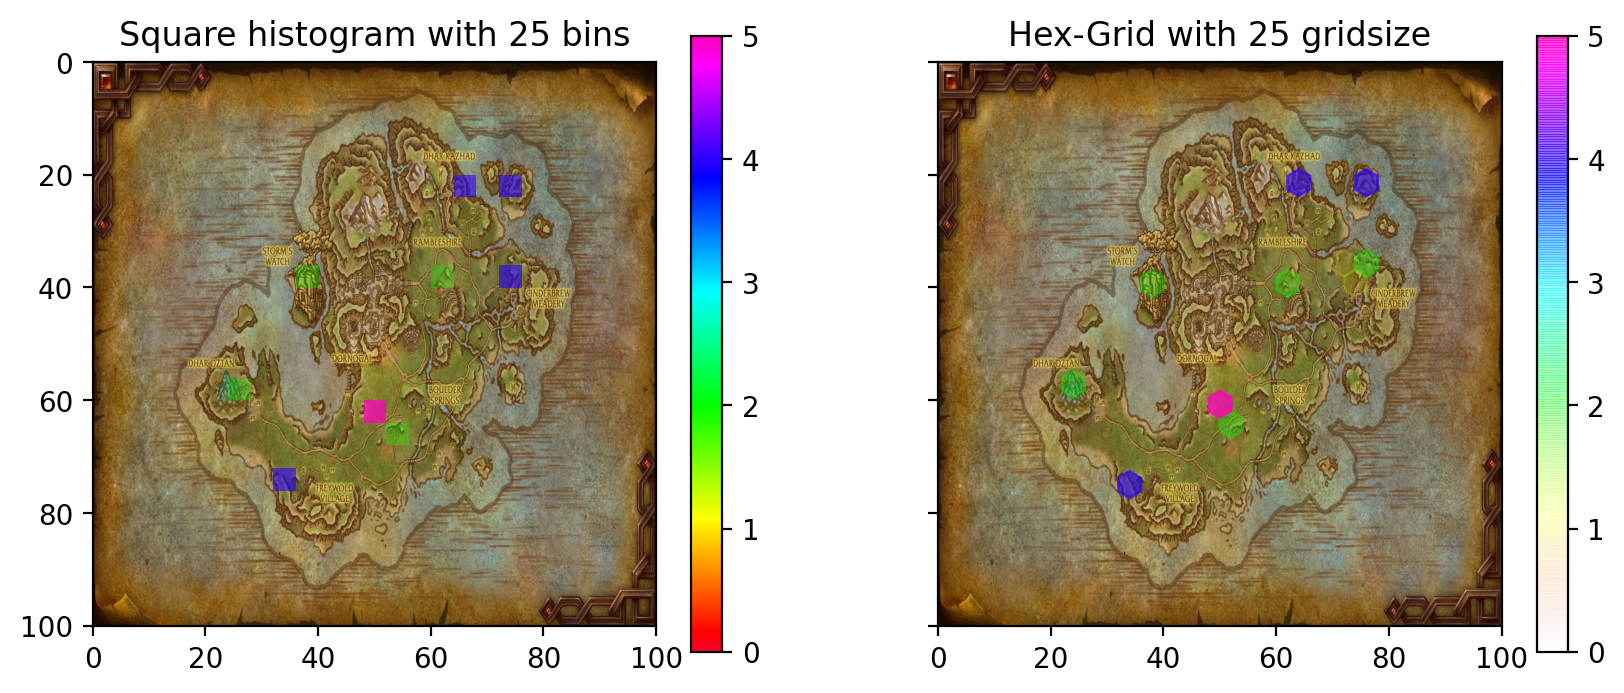 Square histogram with 25 bins
0
20
40
60
80
100
0
20
40
60
80
100
DHAR KAZHAD
RAMBLESHIRE
STORM'S
WATCH
CINDERBREW
MEADERY
DHAR OZTAN
DORNOGAL
BOULDER
SPRINGS
FREYWOLD
VILLAGE
5
4
3
2
1
0
Hex-Grid with 25 gridsize
DHAR KAZHAD
RAMBLESHIRE
STORM'S
WATCH
CINDERBREW
MEADERY
DHAR OZTAN
DORNOGAL
BOULDER
SPRINGS
FREYWOLD
VILLAGE
0
20
40
60
80
100
5
4
3
2
1
0